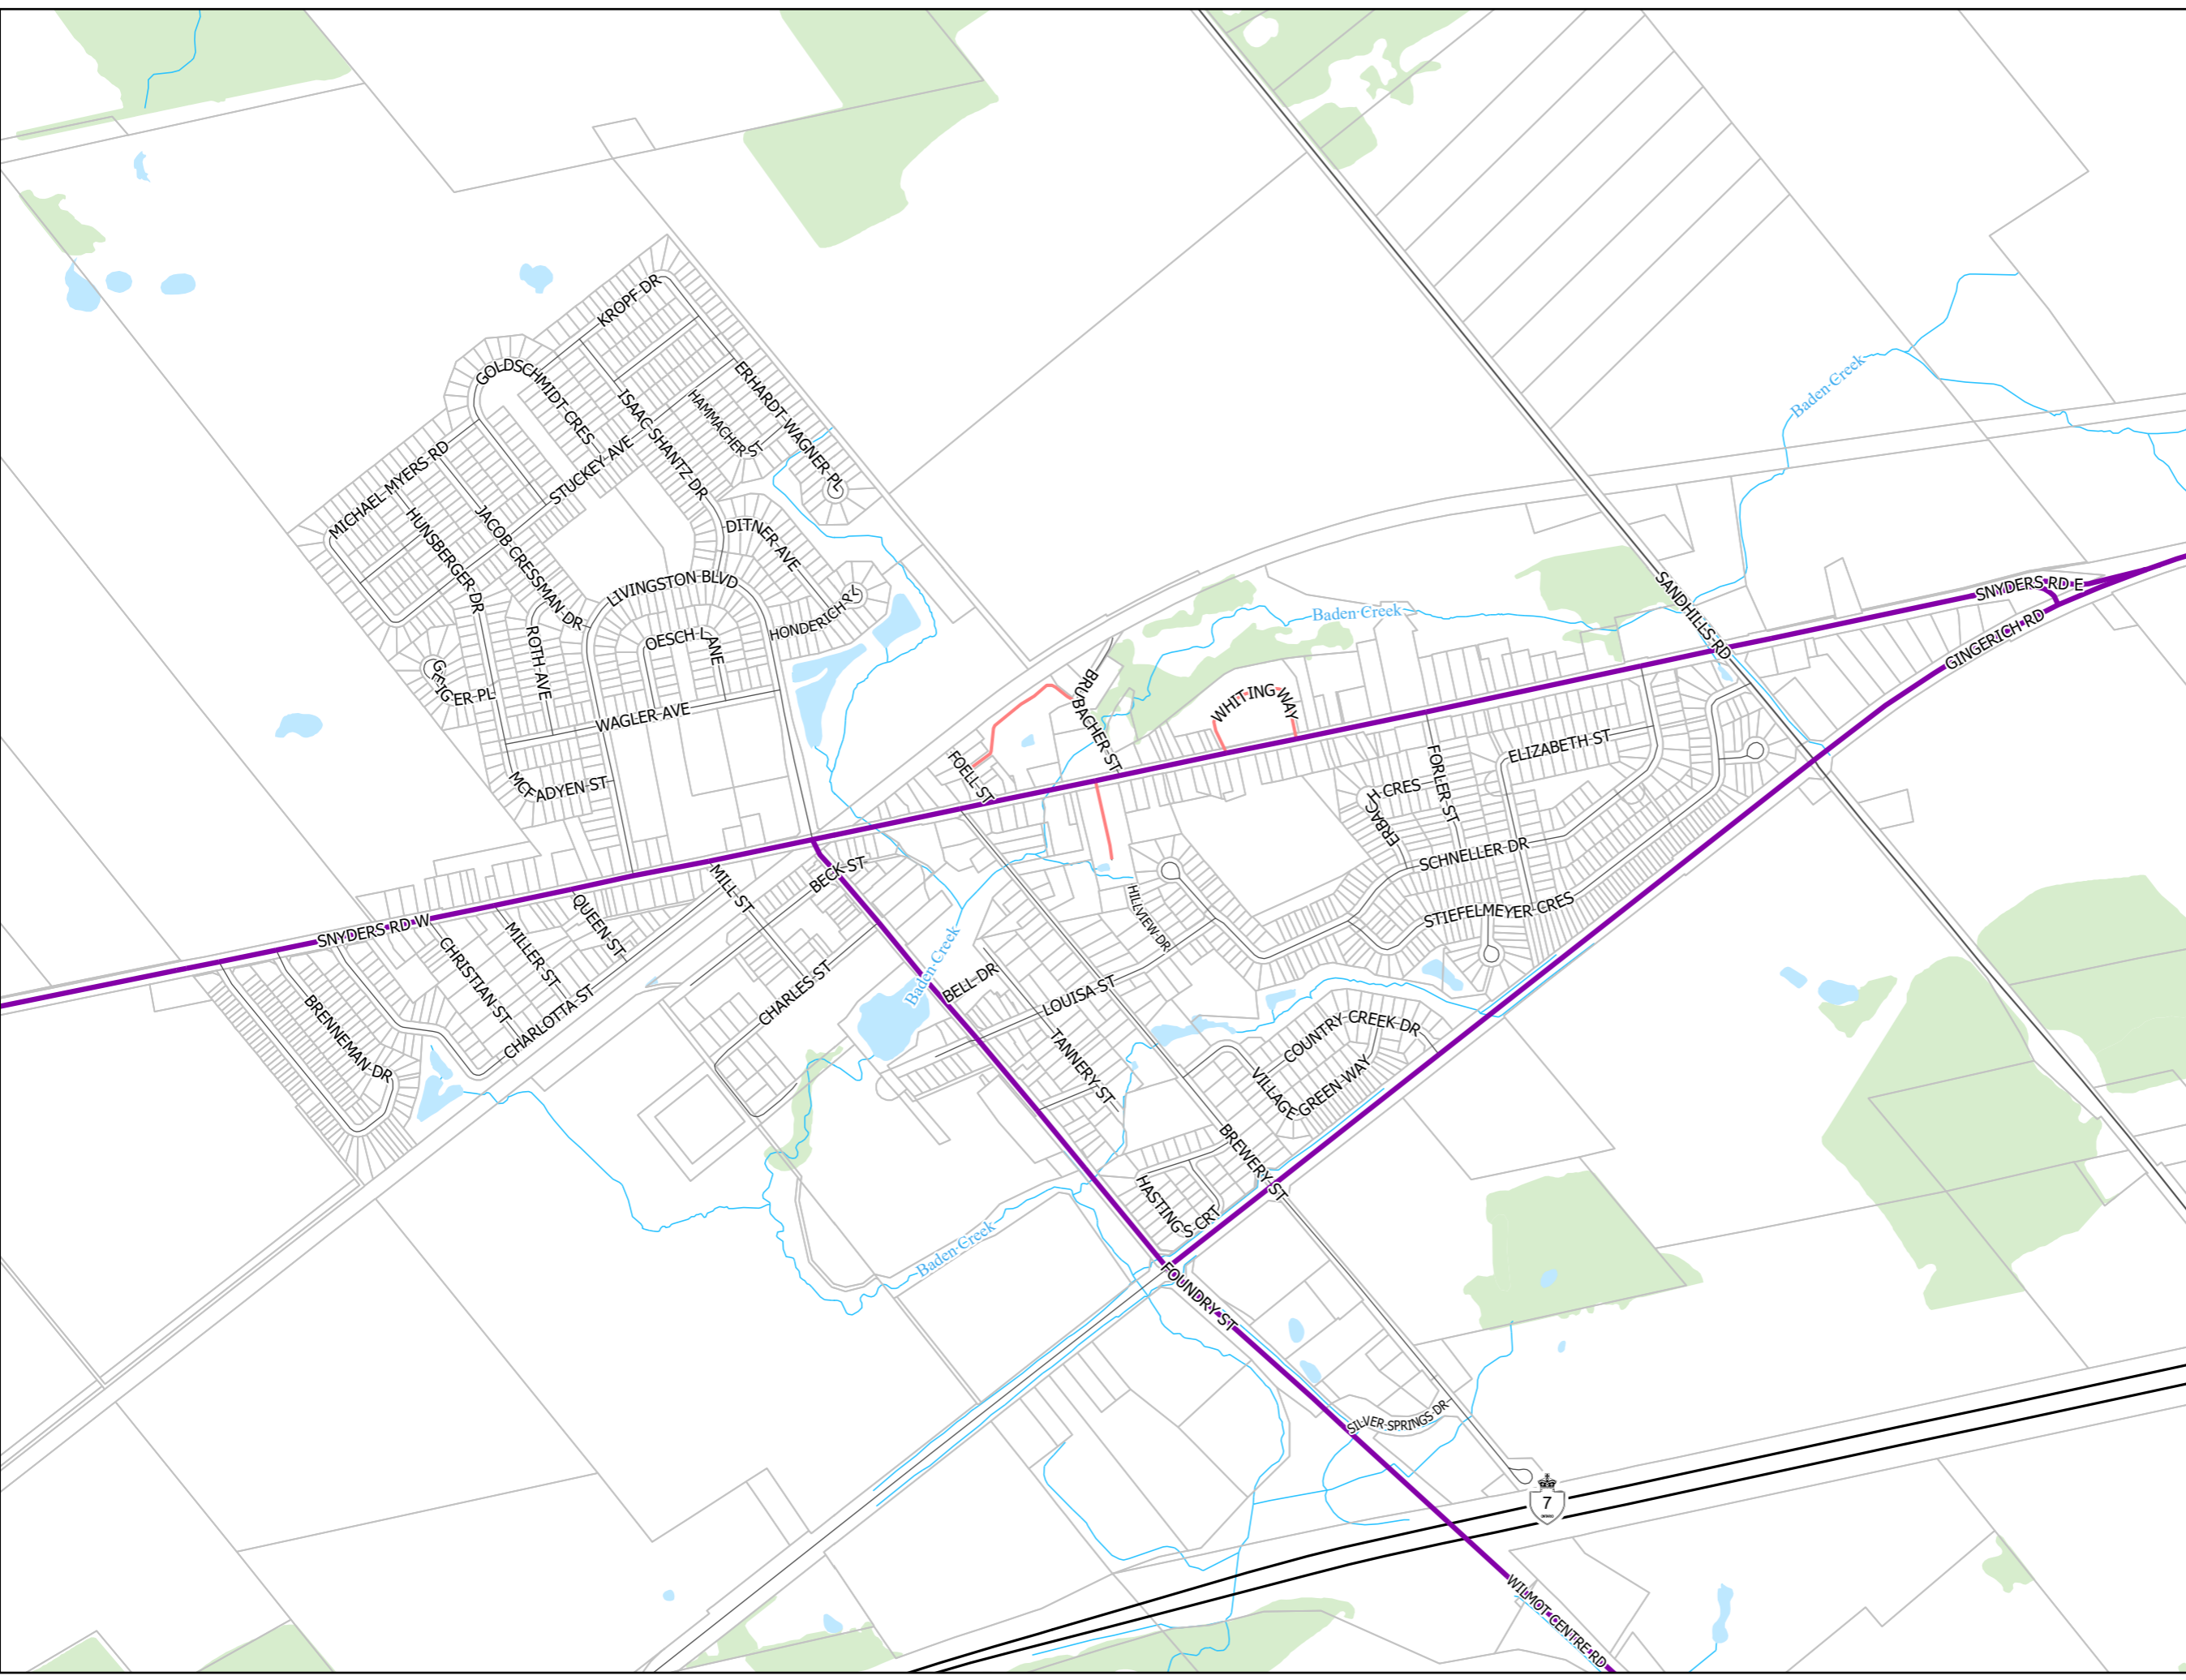 KROPF DR
GOLDSCHMIDT CRES
ERHARDT WAGNER PL
ISAAC SHANTZ DR
HAMMACHER ST
Baden Creek
MICHAEL MYERS RD
STUCKEY AVE
HUNSBERGER DR
JACOB CRESSMAN DR
DITNER AVE
LIVINGSTON BLVD
HONDERICH PL
OESCH LANE
ROTH AVE
GEIGER PL
WAGLER AVE
MCFADYEN ST
SANDHILLS RD
SNYDERS RD E
GINGERICH RD
Baden Creek
BRUBACHER ST
WHITING WAY
FOELL ST
FORLER ST
ELIZABETH ST
ERBACH CRES
SCHNELLER DR
STIEFELMEYER CRES
BECK ST
MILL ST
QUEEN ST
SNYDERS RD W
MILLER ST
CHRISTIAN ST
CHARLOTTA ST
BRENNEMAN DR
CHARLES ST
Baden Creek
HILLVIEW DR
BELL DR
LOUISA ST
TANNERY ST
COUNTRY CREEK DR
VILLAGE GREEN WAY
BREWERY ST
HASTINGS CRT
Baden Creek
FOUNDRY ST
SILVER SPRINGS DR
7
WILMOT CENTRE RD